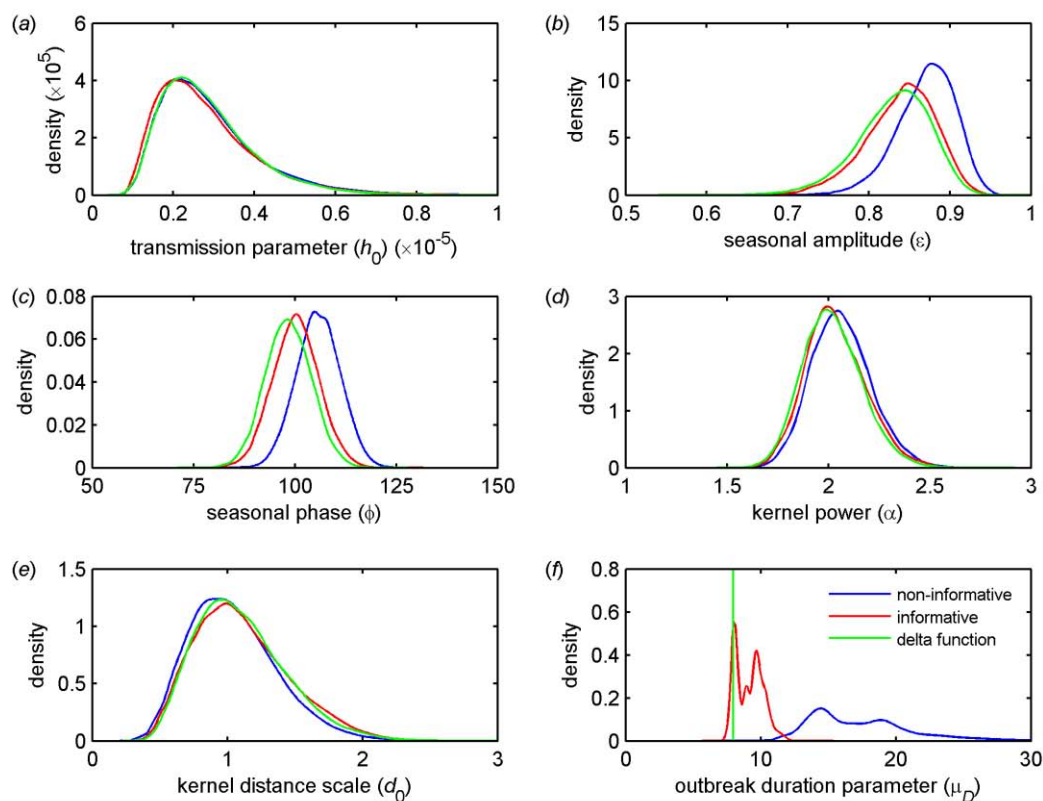 (a)
6
4
2
0
density (×10^5)
0 0.2 0.4 0.6 0.8 1
transmission parameter (h_0) (×10^-5)
(b)
15
10
5
0
density
0.5 0.6 0.7 0.8 0.9 1
seasonal amplitude (ε)
(c)
0.08
0.06
0.04
0.02
0
density
50 75 100 125 150
seasonal phase (ϕ)
(d)
3
2
1
0
density
1 1.5 2 2.5 3
kernel power (α)
(e)
1.5
1.0
0.5
0
density
0 1 2 3
kernel distance scale (d_0)
(f)
0.8
0.6
0.4
0.2
0
density
non-informative
informative
delta function
0 10 20 30
outbreak duration parameter (μ_D)